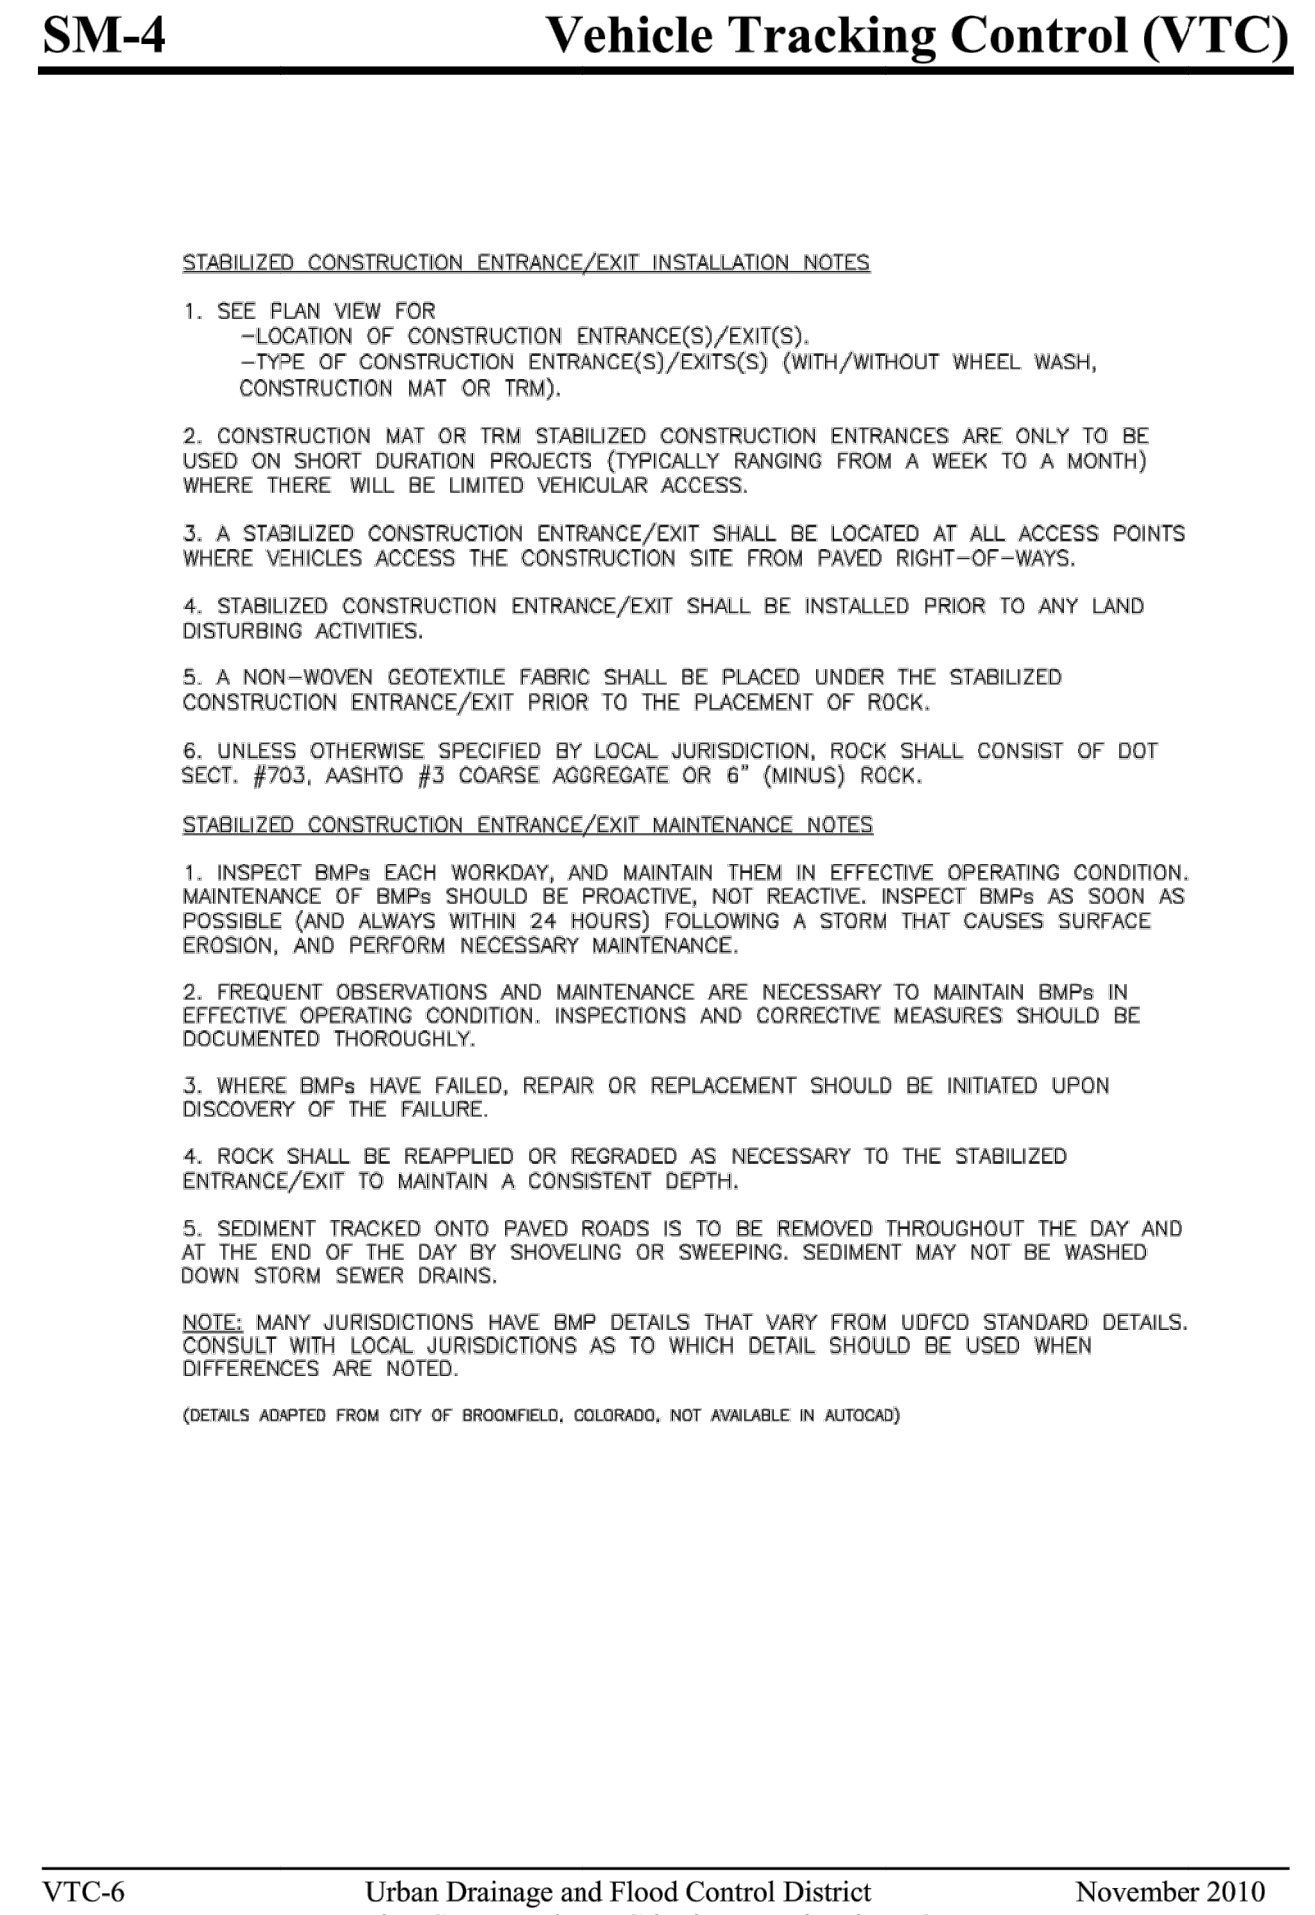 SM-4 Vehicle Tracking Control (VTC)
STABILIZED CONSTRUCTION ENTRANCE/EXIT INSTALLATION NOTES
1. SEE PLAN VIEW FOR
-LOCATION OF CONSTRUCTION ENTRANCE(S)/EXIT(S).
-TYPE OF CONSTRUCTION ENTRANCE(S)/EXITS(S) (WITH/WITHOUT WHEEL WASH,
CONSTRUCTION MAT OR TRM).
2. CONSTRUCTION MAT OR TRM STABILIZED CONSTRUCTION ENTRANCES ARE ONLY TO BE
USED ON SHORT DURATION PROJECTS (TYPICALLY RANGING FROM A WEEK TO A MONTH)
WHERE THERE WILL BE LIMITED VEHICULAR ACCESS.
3. A STABILIZED CONSTRUCTION ENTRANCE/EXIT SHALL BE LOCATED AT ALL ACCESS POINTS
WHERE VEHICLES ACCESS THE CONSTRUCTION SITE FROM PAVED RIGHT-OF-WAYS.
4. STABILIZED CONSTRUCTION ENTRANCE/EXIT SHALL BE INSTALLED PRIOR TO ANY LAND
DISTURBING ACTIVITIES.
5. A NON-WOVEN GEOTEXTILE FABRIC SHALL BE PLACED UNDER THE STABILIZED
CONSTRUCTION ENTRANCE/EXIT PRIOR TO THE PLACEMENT OF ROCK.
6. UNLESS OTHERWISE SPECIFIED BY LOCAL JURISDICTION, ROCK SHALL CONSIST OF DOT
SECT. #703, AASHTO #3 COARSE AGGREGATE OR 6" (MINUS) ROCK.
STABILIZED CONSTRUCTION ENTRANCE/EXIT MAINTENANCE NOTES
1. INSPECT BMPs EACH WORKDAY, AND MAINTAIN THEM IN EFFECTIVE OPERATING CONDITION.
MAINTENANCE OF BMPs SHOULD BE PROACTIVE, NOT REACTIVE. INSPECT BMPs AS SOON AS
POSSIBLE (AND ALWAYS WITHIN 24 HOURS) FOLLOWING A STORM THAT CAUSES SURFACE
EROSION, AND PERFORM NECESSARY MAINTENANCE.
2. FREQUENT OBSERVATIONS AND MAINTENANCE ARE NECESSARY TO MAINTAIN BMPs IN
EFFECTIVE OPERATING CONDITION. INSPECTIONS AND CORRECTIVE MEASURES SHOULD BE
DOCUMENTED THOROUGHLY.
3. WHERE BMPs HAVE FAILED, REPAIR OR REPLACEMENT SHOULD BE INITIATED UPON
DISCOVERY OF THE FAILURE.
4. ROCK SHALL BE REAPPLIED OR REGRADED AS NECESSARY TO THE STABILIZED
ENTRANCE/EXIT TO MAINTAIN A CONSISTENT DEPTH.
5. SEDIMENT TRACKED ONTO PAVED ROADS IS TO BE REMOVED THROUGHOUT THE DAY AND
AT THE END OF THE DAY BY SHOVELING OR SWEEPING. SEDIMENT MAY NOT BE WASHED
DOWN STORM SEWER DRAINS.
NOTE: MANY JURISDICTIONS HAVE BMP DETAILS THAT VARY FROM UDFCD STANDARD DETAILS.
CONSULT WITH LOCAL JURISDICTIONS AS TO WHICH DETAIL SHOULD BE USED WHEN
DIFFERENCES ARE NOTED.
(DETAILS ADAPTED FROM CITY OF BROOMFIELD, COLORADO, NOT AVAILABLE IN AUTOCAD)
VTC-6 Urban Drainage and Flood Control District November 2010